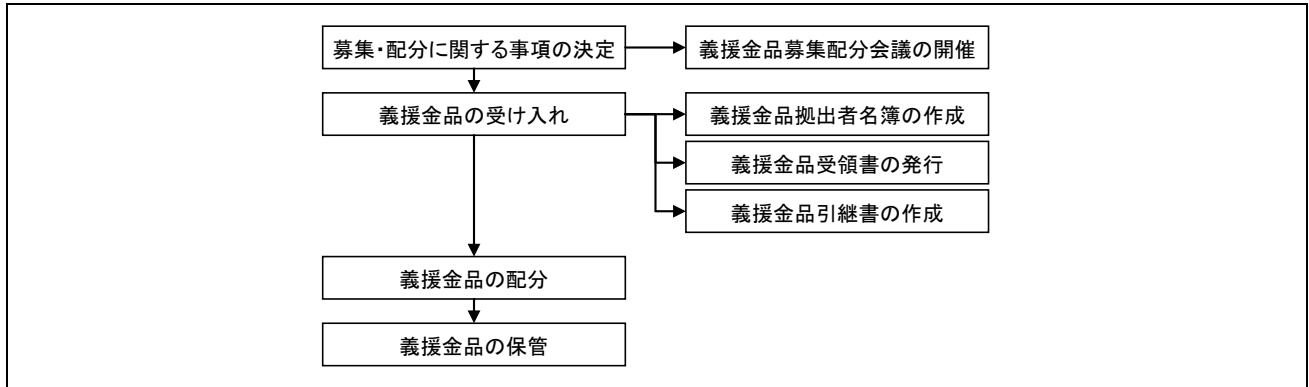 募集・配分に関する事項の決定
義援金品募集配分会議の開催
義援金品の受け入れ
義援金品拠出者名簿の作成
義援金品受領書の発行
義援金品引継書の作成
義援金品の配分
義援金品の保管